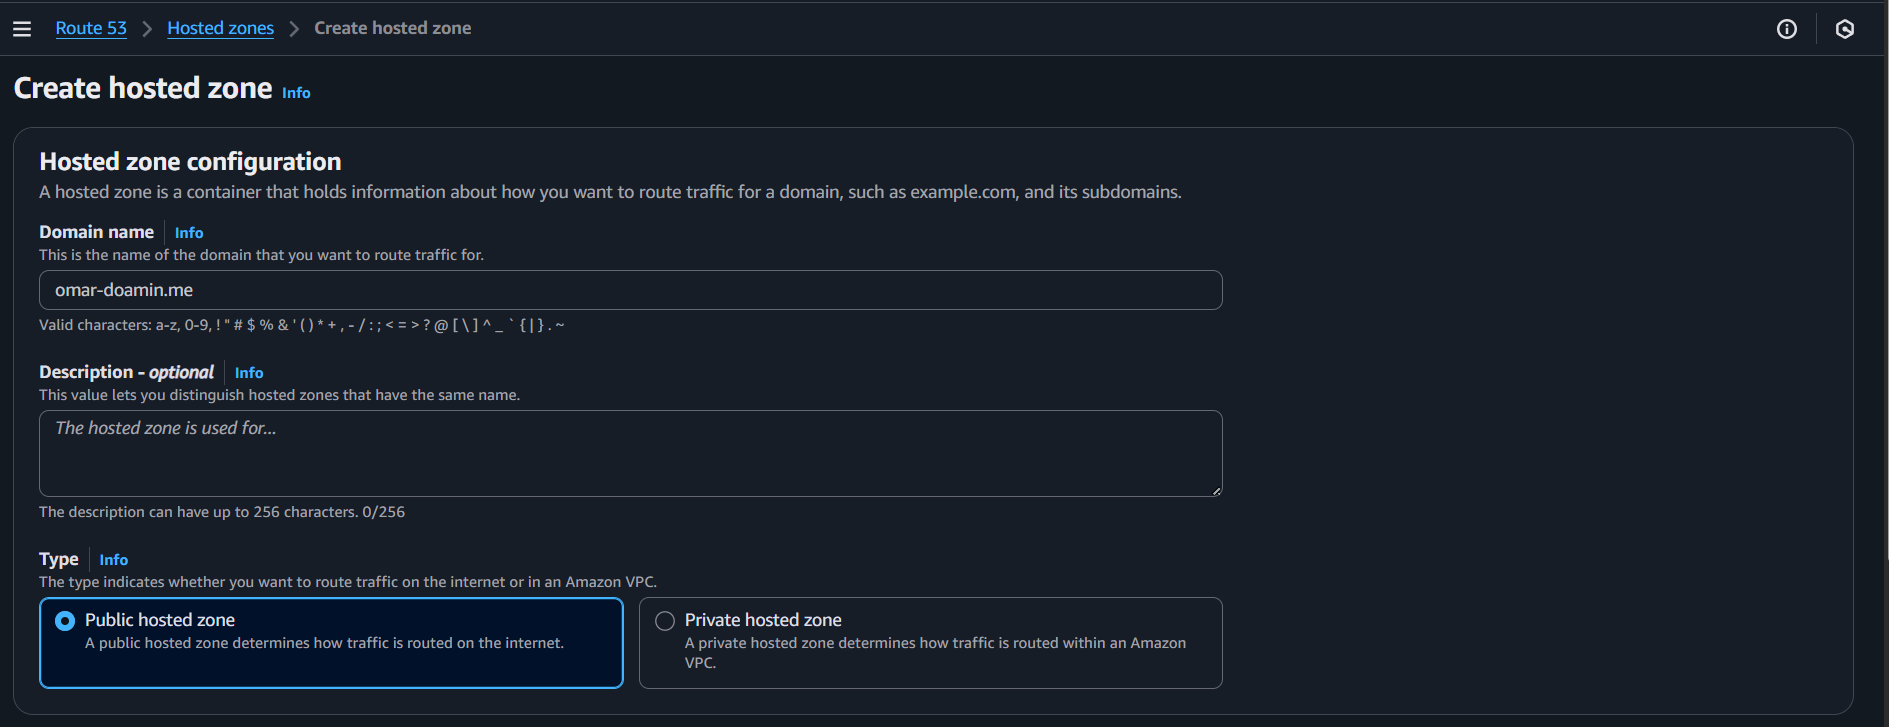 Route 53 > Hosted zones > Create hosted zone
Create hosted zone Info
Hosted zone configuration
A hosted zone is a container that holds information about how you want to route traffic for a domain, such as example.com, and its subdomains.
Domain name Info
This is the name of the domain that you want to route traffic for.
omar-doamin.me
Valid characters: a-z, 0-9, ! " # $ % & ' ( ) * + , - / : ; < = > ? @ [ \ ] ^ _ ` { | } . ~
Description - optional Info
This value lets you distinguish hosted zones that have the same name.
The hosted zone is used for...
The description can have up to 256 characters. 0/256
Type Info
The type indicates whether you want to route traffic on the internet or in an Amazon VPC.
Public hosted zone
A public hosted zone determines how traffic is routed on the internet.
Private hosted zone
A private hosted zone determines how traffic is routed within an Amazon
VPC.